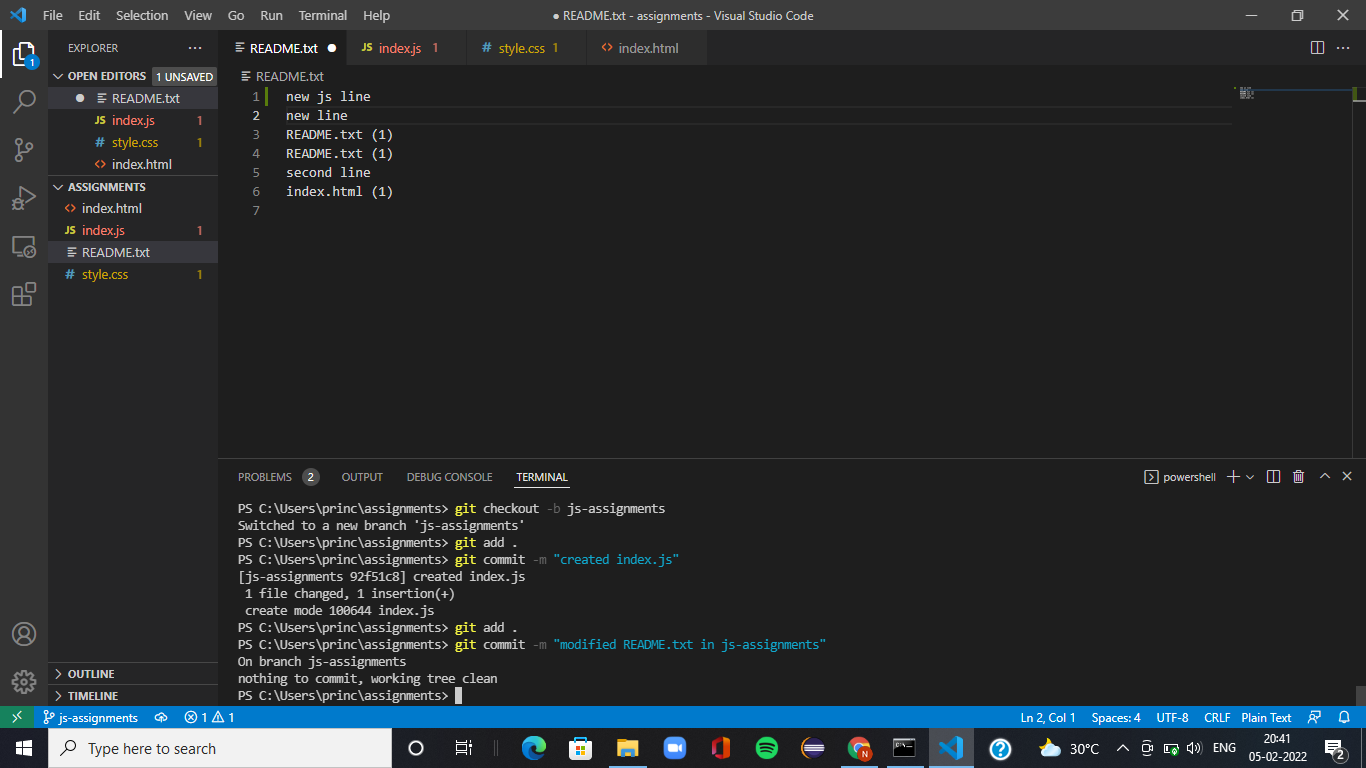 File Edit Selection View Go Run Terminal Help ● README.txt - assignments - Visual Studio Code
EXPLORER ···
README.txt ●
JS index.js 1
# style.css 1
<> index.html
···
1
OPEN EDITORS 1 UNSAVED
● README.txt
JS index.js 1
# style.css 1
<> index.html
ASSIGNMENTS
<> index.html
JS index.js 1
README.txt
# style.css 1
OUTLINE
TIMELINE
README.txt
1 new js line
2 new line
3 README.txt (1)
4 README.txt (1)
5 second line
6 index.html (1)
7
PROBLEMS 2 OUTPUT DEBUG CONSOLE TERMINAL powershell
PS C:\Users\princ\assignments> git checkout -b js-assignments
Switched to a new branch 'js-assignments'
PS C:\Users\princ\assignments> git add .
PS C:\Users\princ\assignments> git commit -m "created index.js"
[js-assignments 92f51c8] created index.js
1 file changed, 1 insertion(+)
create mode 100644 index.js
PS C:\Users\princ\assignments> git add .
PS C:\Users\princ\assignments> git commit -m "modified README.txt in js-assignments"
On branch js-assignments
nothing to commit, working tree clean
PS C:\Users\princ\assignments>
js-assignments 1 1 Ln 2, Col 1 Spaces: 4 UTF-8 CRLF Plain Text
Type here to search
N
30°C ENG
20:41
05-02-2022
2